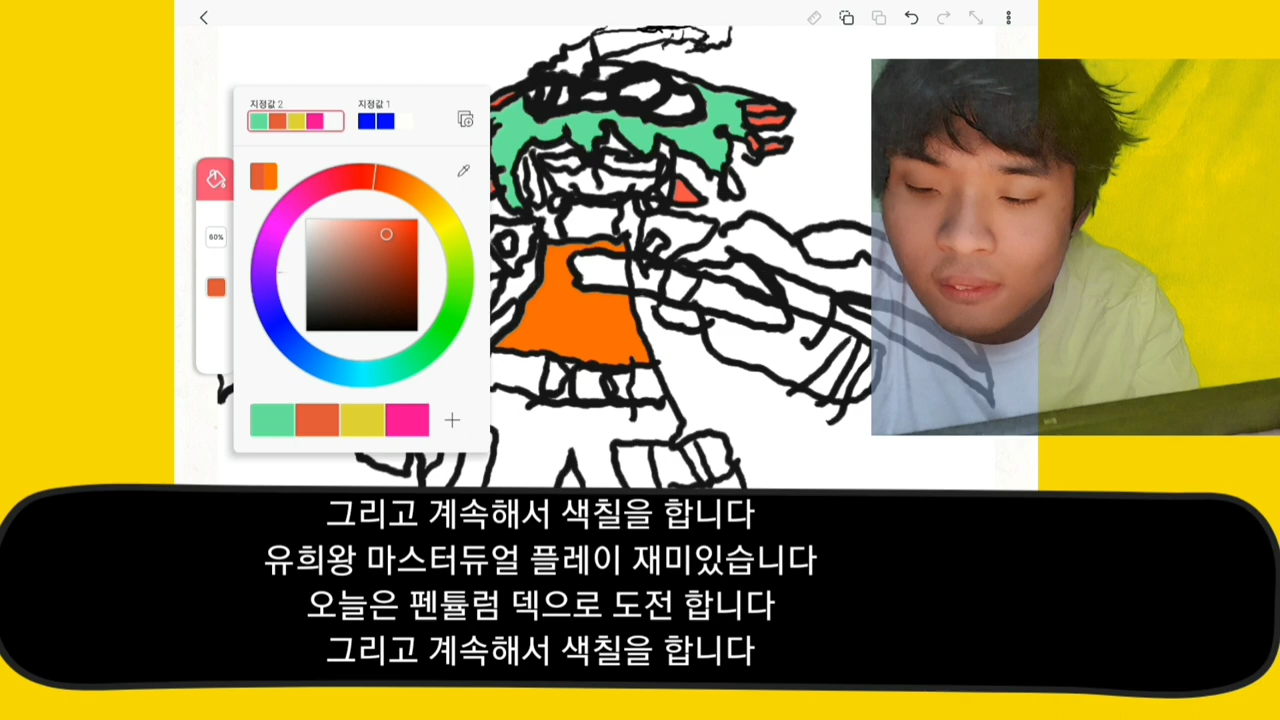 지정값 2
지정값 1
60%
그리고 계속해서 색칠을 합니다
유희왕 마스터듀얼 플레이 재미있습니다
오늘은 펜튤럼 덱으로 도전 합니다
그리고 계속해서 색칠을 합니다